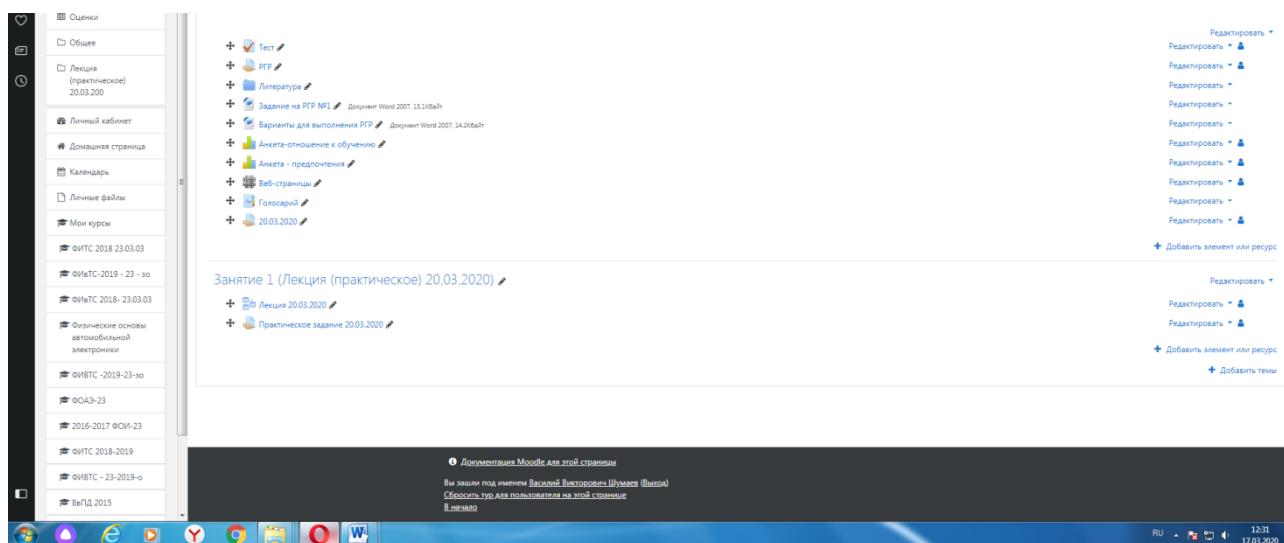 Оценки
Общее
Лекция
(практическое)
20.03.200
Личный кабинет
Домашняя страница
Календарь
Личные файлы
Мои курсы
ФИТС 2018 23.03.03
ФИвТС-2019 - 23 - зо
ФИвТС 2018- 23.03.03
Физические основы
автомобильной
электроники
ФИВТС -2019-23-зо
ФОАЭ-23
2016-2017 ФОИ-23
ФИТС 2018-2019
ФИВТС - 23-2019-о
ВвПД 2015
Редактировать
Тест Редактировать
РГР Редактировать
Литература Редактировать
Задание на РГР №1 Документ Word 2007, 15.1Кбайт Редактировать
Варианты для выполнения РГР Документ Word 2007, 14.2Кбайт Редактировать
Анкета-отношение к обучению Редактировать
Анкета - предпочтения Редактировать
Веб-страницы Редактировать
Голосарий Редактировать
20.03.2020 Редактировать
Добавить элемент или ресурс
Занятие 1 (Лекция (практическое) 20.03.2020) Редактировать
Лекция 20.03.2020 Редактировать
Практическое задание 20.03.2020 Редактировать
Добавить элемент или ресурс
Добавить темы
Документация Moodle для этой страницы
Вы зашли под именем Василий Викторович Шумаев (Выход)
Сбросить тур для пользователя на этой странице
В начало
RU 12:31
17.03.2020